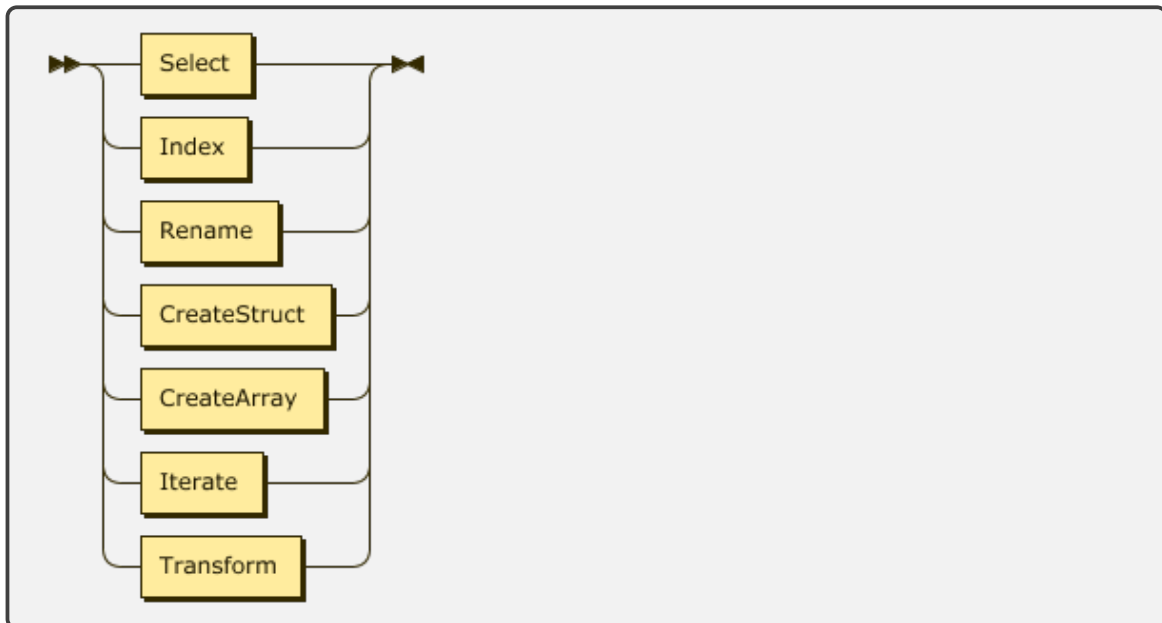 Select
Index
Rename
CreateStruct
CreateArray
Iterate
Transform